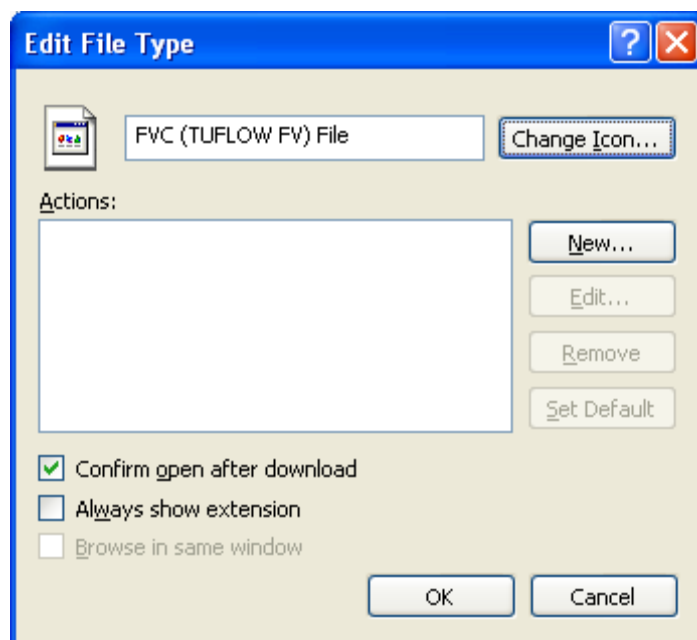 Edit File Type
FVC (TUFLOW FV) File
Change Icon...
Actions:
New...
Edit...
Remove
Set Default
Confirm open after download
Always show extension
Browse in same window
OK
Cancel